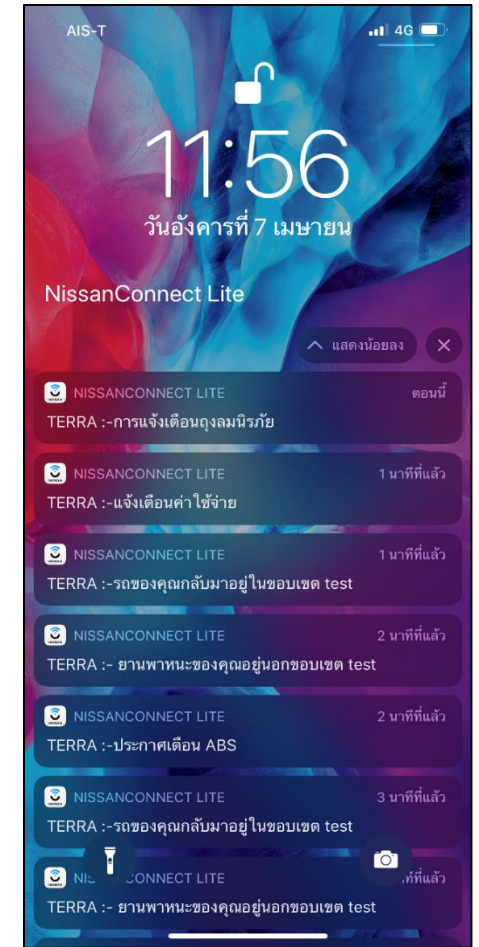 AIS-T 4G
11:56
วันอังคารที่ 7 เมษายน
NissanConnect Lite
แสดงน้อยลง
NISSANCONNECT LITE ตอนนี้
TERRA :-การแจ้งเตือนถุงลมนิรภัย
NISSANCONNECT LITE 1 นาทีที่แล้ว
TERRA :-แจ้งเตือนค่าใช้จ่าย
NISSANCONNECT LITE 1 นาทีที่แล้ว
TERRA :-รถของคุณกลับมาอยู่ในขอบเขต test
NISSANCONNECT LITE 2 นาทีที่แล้ว
TERRA :- ยานพาหนะของคุณอยู่นอกขอบเขต test
NISSANCONNECT LITE 2 นาทีที่แล้ว
TERRA :-ประกาศเตือน ABS
NISSANCONNECT LITE 3 นาทีที่แล้ว
TERRA :-รถของคุณกลับมาอยู่ในขอบเขต test
CONNECT LITE ที่แล้ว
TERRA :- ยานพาหนะของคุณอยู่นอกขอบเขต test